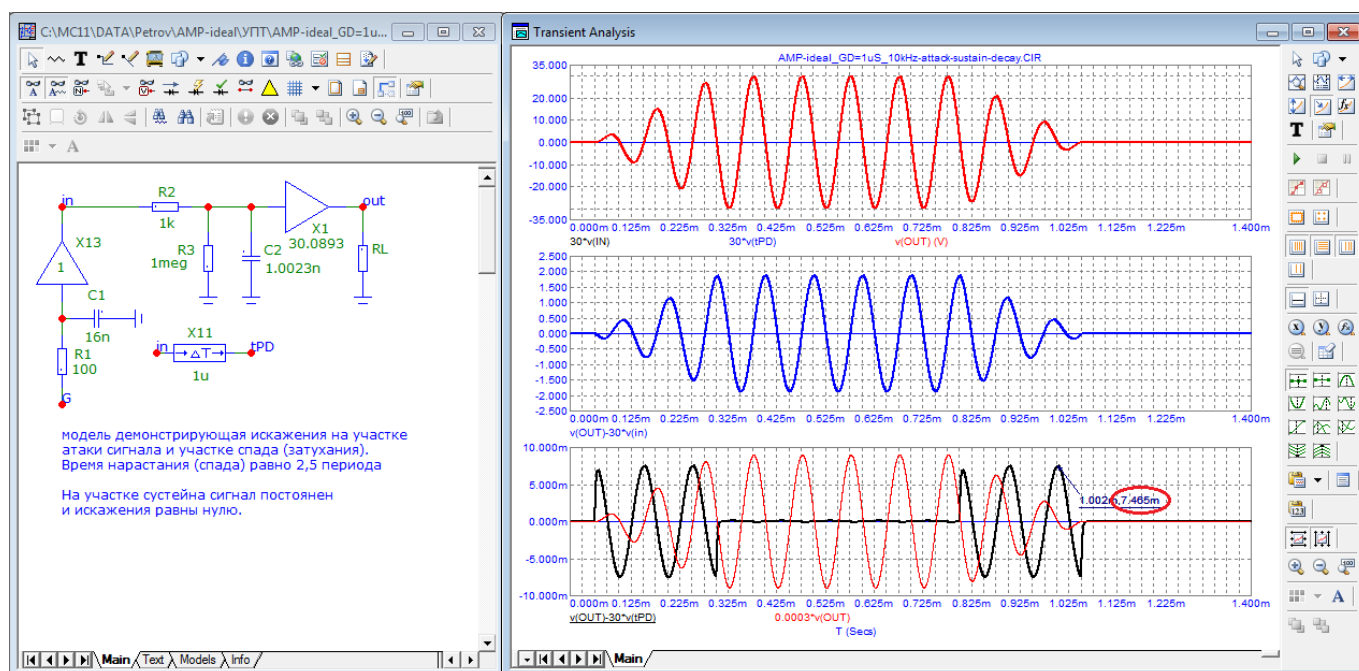 C:\MC11\DATA\Petrov\AMP-ideal\УПТ\AMP-ideal_GD=1u...
in
R2
1k
out
X1
30.0893
X13
1
R3
1meg
C2
1.0023n
RL
C1
16n
R1
100
G
X11
in
ΔT
tPD
1u
модель демонстрирующая искажения на участке
атаки сигнала и участке спада (затухания).
Время нарастания (спада) равно 2,5 периода
На участке сустейна сигнал постоянен
и искажения равны нулю.
Main Text Models Info
Transient Analysis
AMP-ideal_GD=1uS_10kHz-attack-sustain-decay.CIR
35.000
20.000
10.000
0.000
-10.000
-20.000
-35.000
0.000m 0.125m 0.225m 0.325m 0.425m 0.525m 0.625m 0.725m 0.825m 0.925m 1.025m 1.125m 1.225m 1.400m
30*v(IN) 30*v(tPD) v(OUT) (V)
2.500
1.500
1.000
0.500
0.000
-0.500
-1.000
-1.500
-2.500
0.000m 0.125m 0.225m 0.325m 0.425m 0.525m 0.625m 0.725m 0.825m 0.925m 1.025m 1.125m 1.225m 1.400m
v(OUT)-30*v(in)
10.000m
5.000m
0.000m
-5.000m
-10.000m
1.002m,7.465m
0.000m 0.125m 0.225m 0.325m 0.425m 0.525m 0.625m 0.725m 0.825m 0.925m 1.025m 1.125m 1.225m 1.400m
v(OUT)-30*v(tPD) 0.0003*v(OUT)
T (Secs)
Main